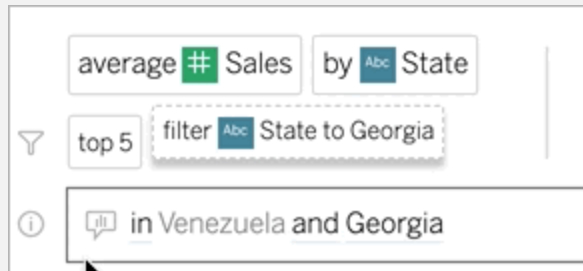 average # Sales by Abc State
top 5 filter Abc State to Georgia
in Venezuela and Georgia